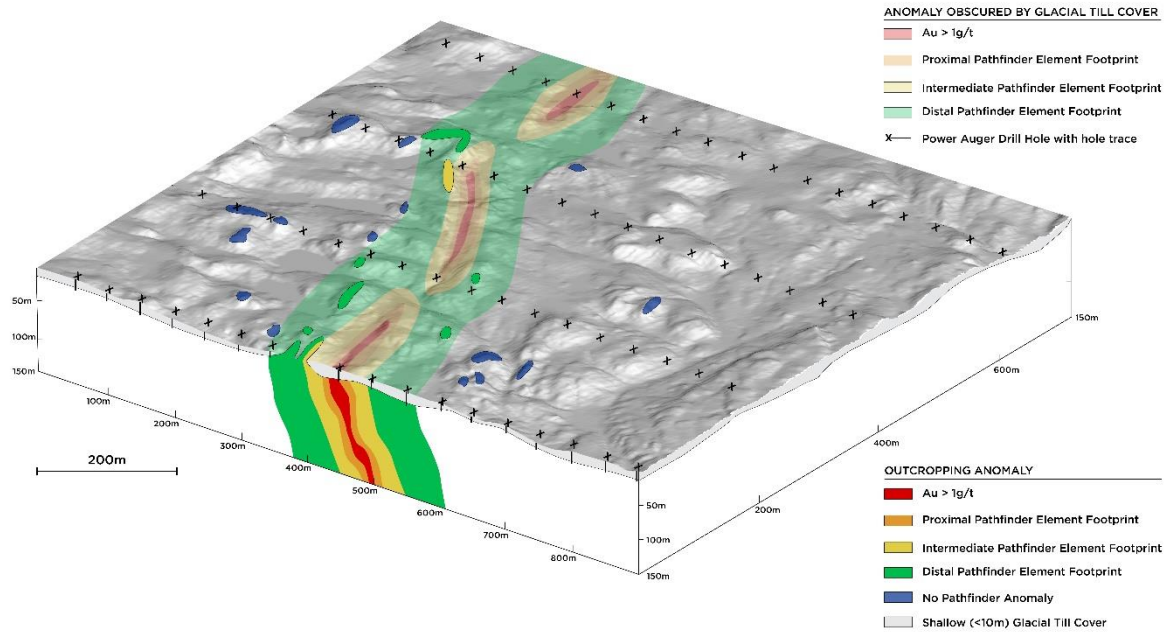 ANOMALY OBSCURED BY GLACIAL TILL COVER
Au > 1g/t
Proximal Pathfinder Element Footprint
Intermediate Pathfinder Element Footprint
Distal Pathfinder Element Footprint
Power Auger Drill Hole with hole trace
50m
100m
150m
100m
200m
300m
400m
500m
600m
700m
800m
200m
150m
600m
400m
200m
50m
100m
150m
OUTCROPPING ANOMALY
Au > 1g/t
Proximal Pathfinder Element Footprint
Intermediate Pathfinder Element Footprint
Distal Pathfinder Element Footprint
No Pathfinder Anomaly
Shallow (<10m) Glacial Till Cover